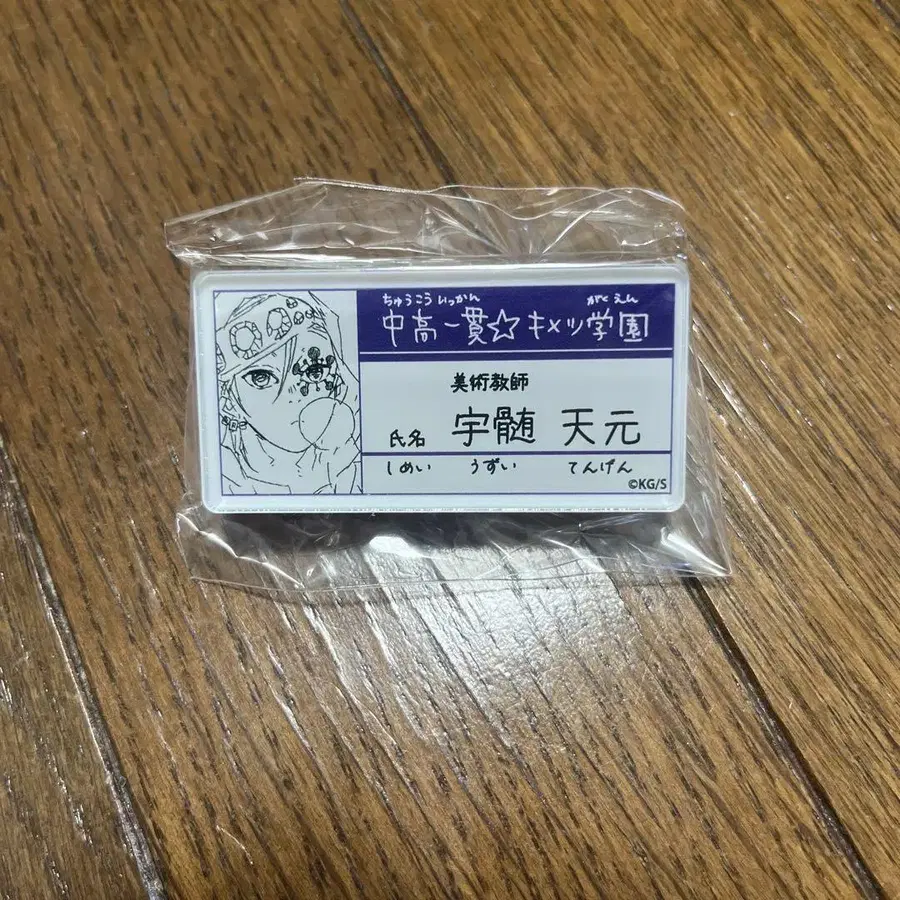 ちゅうこういっかん がくえん
中高一貫☆キメツ学園
美術教師
氏名 宇髄 天元
しめい うずい てんげん
©KG/S